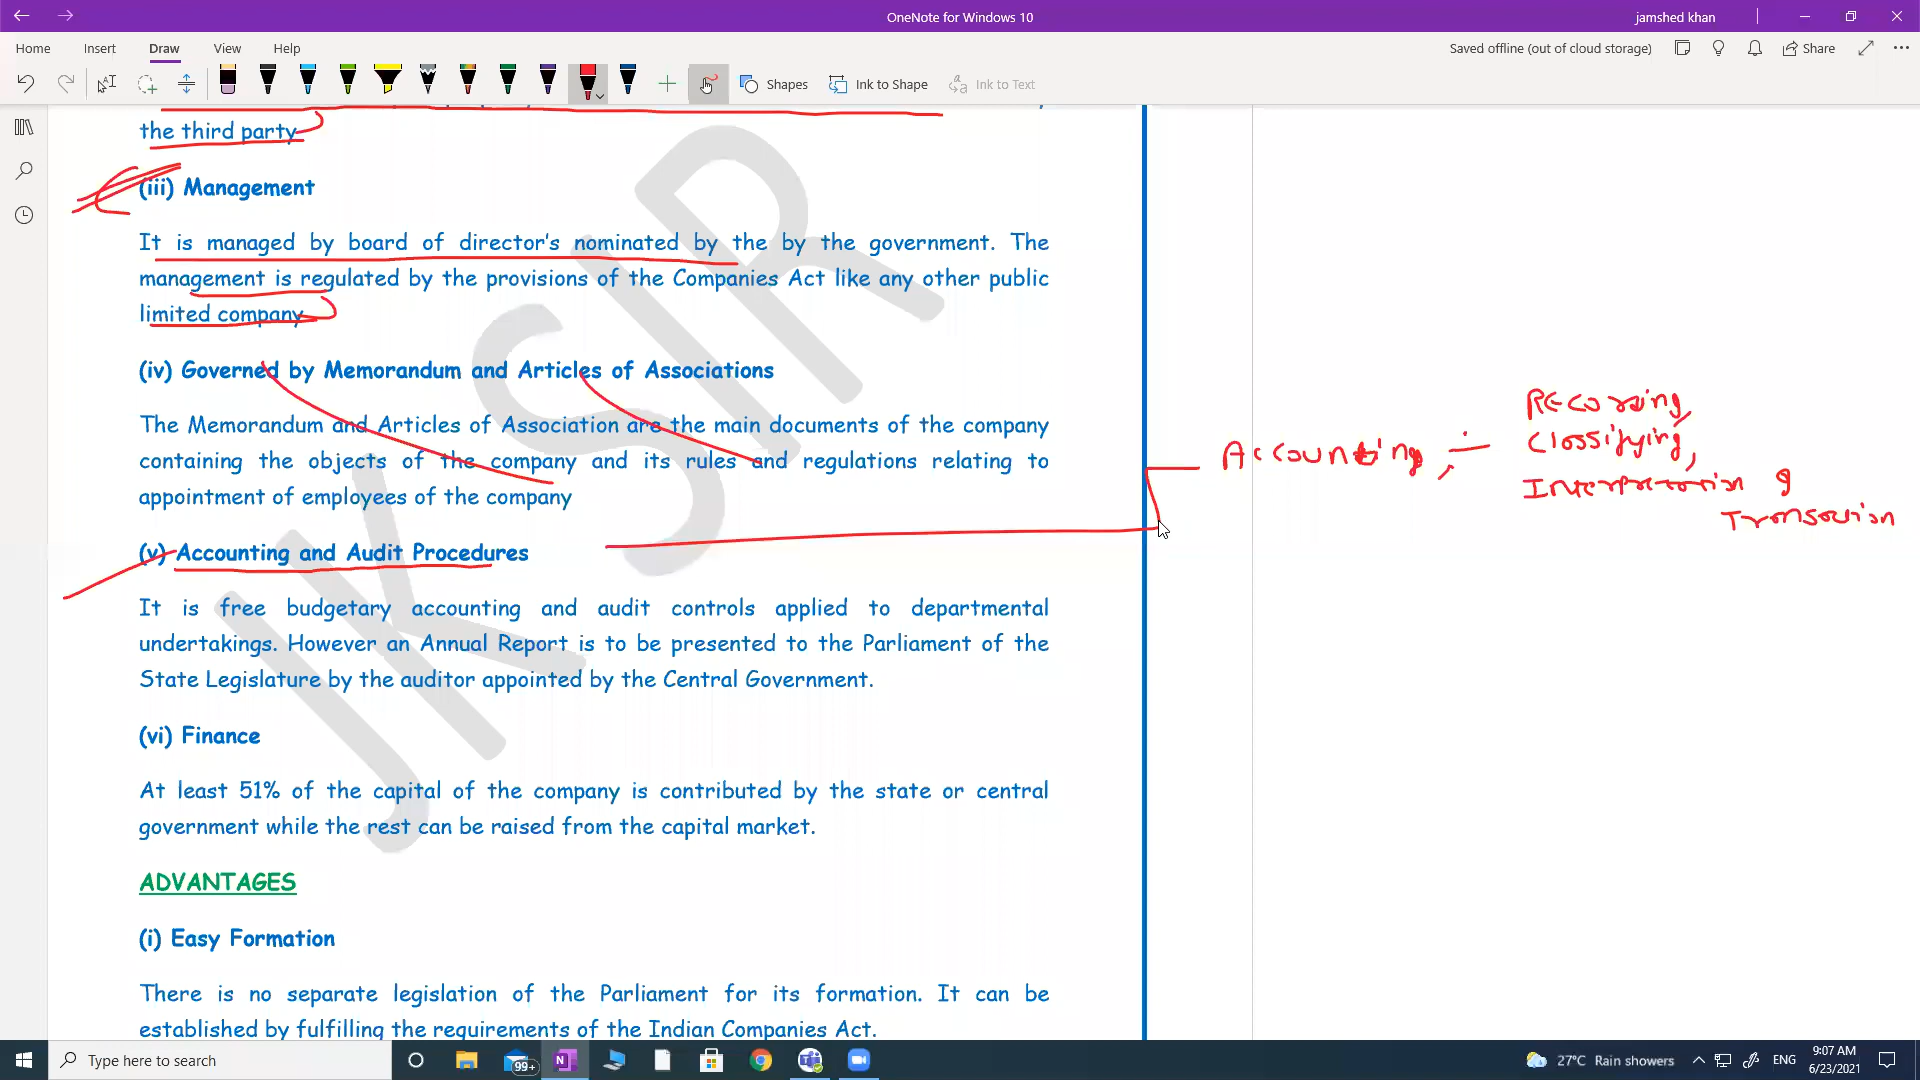 OneNote for Windows 10
jamshed khan
Home Insert Draw View Help
Saved offline (out of cloud storage)
Share
Shapes
Ink to Shape
Ink to Text
the third party
(iii) Management
It is managed by board of director's nominated by the by the government. The
management is regulated by the provisions of the Companies Act like any other public
limited company
(iv) Governed by Memorandum and Articles of Associations
The Memorandum and Articles of Association are the main documents of the company
containing the objects of the company and its rules and regulations relating to
appointment of employees of the company
(v) Accounting and Audit Procedures
It is free budgetary accounting and audit controls applied to departmental
undertakings. However an Annual Report is to be presented to the Parliament of the
State Legislature by the auditor appointed by the Central Government.
(vi) Finance
At least 51% of the capital of the company is contributed by the state or central
government while the rest can be raised from the capital market.
ADVANTAGES
(i) Easy Formation
There is no separate legislation of the Parliament for its formation. It can be
established by fulfilling the requirements of the Indian Companies Act.
JK SIR
Accounting :-
Recording,
Classifying,
Interpretation &
Transaction
Type here to search
99+
27°C Rain showers
ENG
9:07 AM
6/23/2021